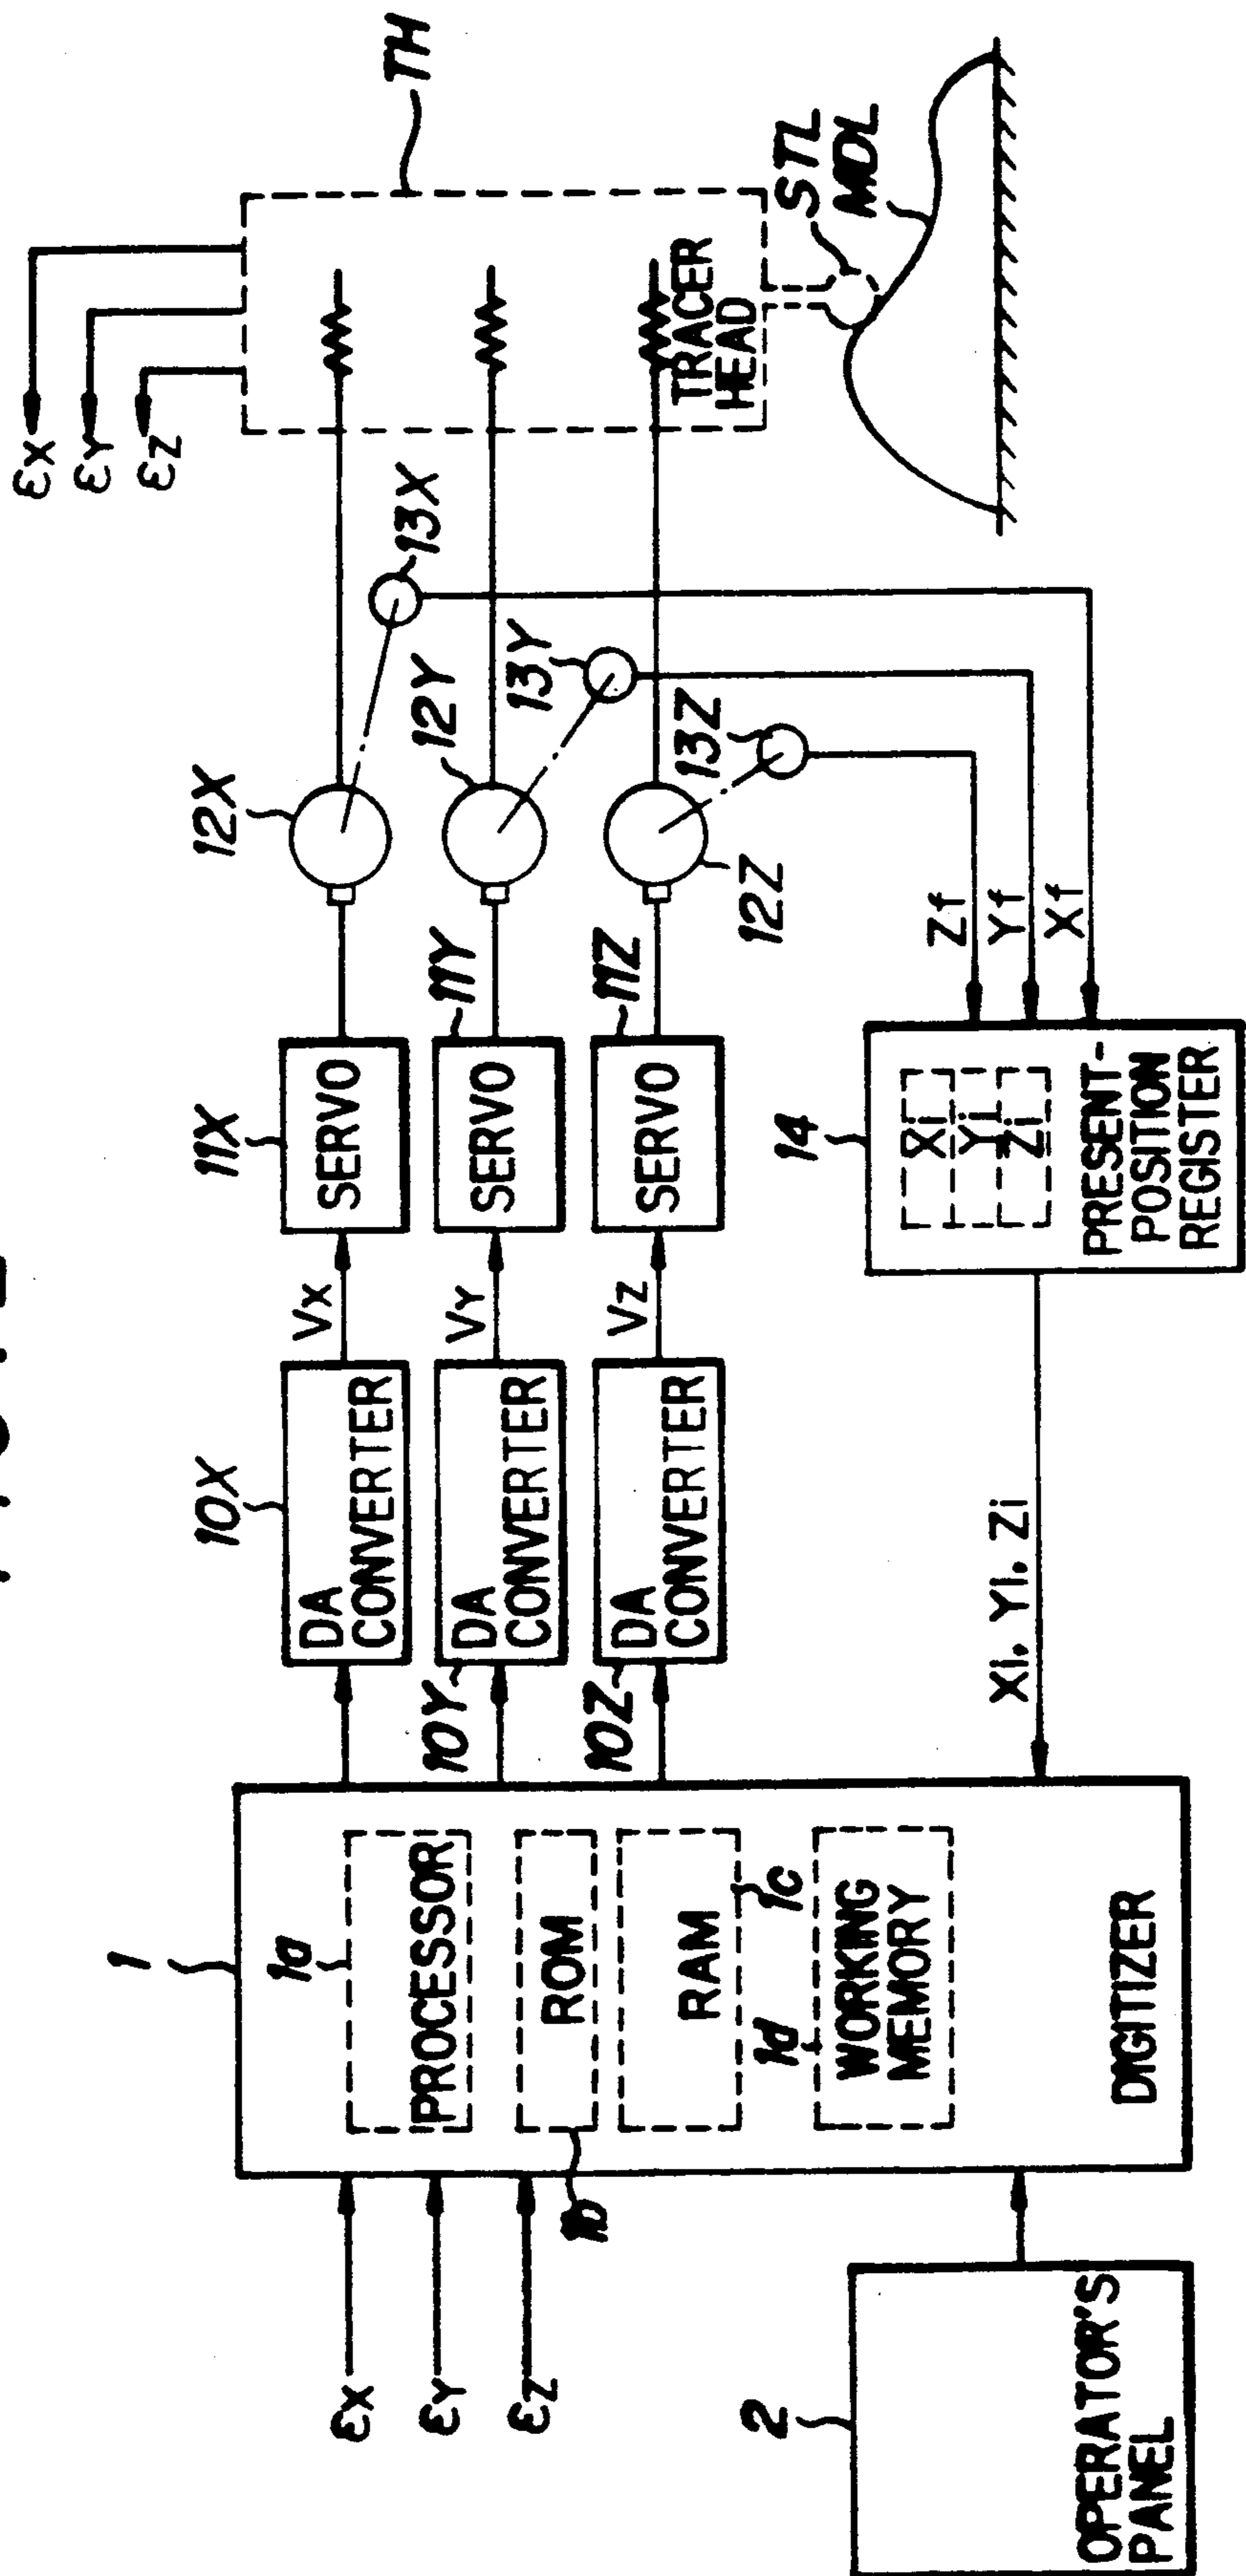 εX
εY
εZ
TH
TRACER
HEAD
STL
MDL
12X
13X
12Y
13Y
12Z
13Z
11X
SERVO
11Y
SERVO
11Z
SERVO
Zf
Yf
Xf
14
Xi
Yi
Zi
PRESENT-
POSITION
REGISTER
VX
VY
VZ
10X
DA
CONVERTER
10Y
DA
CONVERTER
10Z
DA
CONVERTER
Xi, Yi, Zi
1
1a
PROCESSOR
1b
ROM
RAM
1c
1d
WORKING
MEMORY
DIGITIZER
εX
εY
εZ
2
OPERATOR'S
PANEL